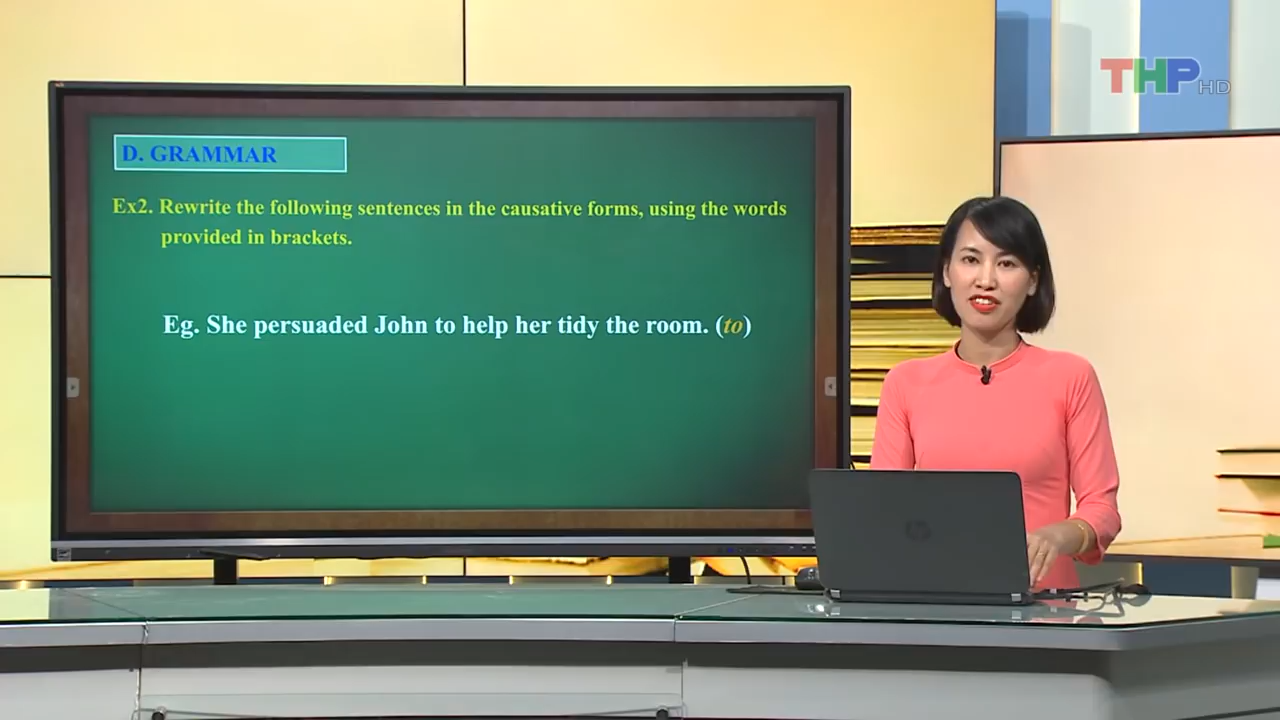 THP HD
D. GRAMMAR
Ex2. Rewrite the following sentences in the causative forms, using the words
provided in brackets.
Eg. She persuaded John to help her tidy the room. (to)
hp